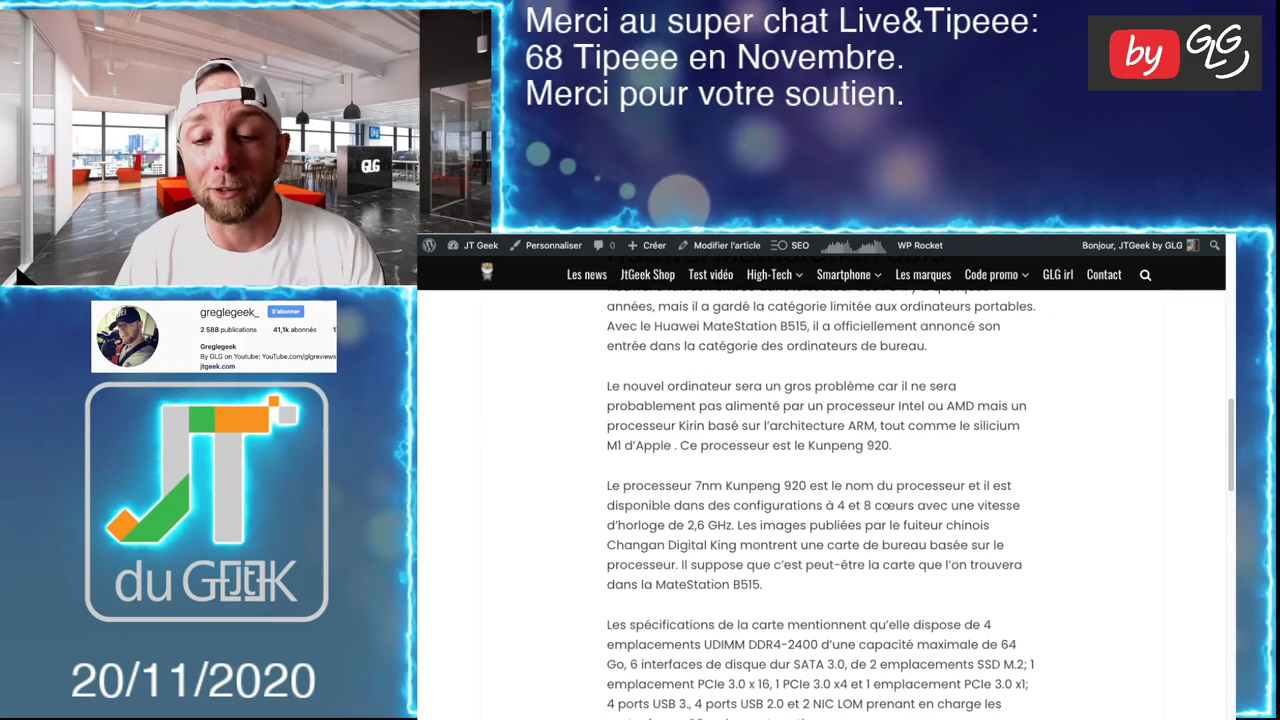 Merci au super chat Live&Tipeee:
68 Tipeee en Novembre.
Merci pour votre soutien.
by GLG
GLG
JT Geek Personnaliser 0 Créer Modifier l'article SEO WP Rocket Bonjour, JTGeek by GLG
Les news JtGeek Shop Test vidéo High-Tech Smartphone Les marques Code promo GLG irl Contact
années, mais il a gardé la catégorie limitée aux ordinateurs portables.
Avec le Huawei MateStation B515, il a officiellement annoncé son
entrée dans la catégorie des ordinateurs de bureau.
Le nouvel ordinateur sera un gros problème car il ne sera
probablement pas alimenté par un processeur Intel ou AMD mais un
processeur Kirin basé sur l'architecture ARM, tout comme le silicium
M1 d'Apple . Ce processeur est le Kunpeng 920.
Le processeur 7nm Kunpeng 920 est le nom du processeur et il est
disponible dans des configurations à 4 et 8 cœurs avec une vitesse
d'horloge de 2,6 GHz. Les images publiées par le fuiteur chinois
Changan Digital King montrent une carte de bureau basée sur le
processeur. Il suppose que c'est peut-être la carte que l'on trouvera
dans la MateStation B515.
Les spécifications de la carte mentionnent qu'elle dispose de 4
emplacements UDIMM DDR4-2400 d'une capacité maximale de 64
Go, 6 interfaces de disque dur SATA 3.0, de 2 emplacements SSD M.2; 1
emplacement PCIe 3.0 x 16, 1 PCIe 3.0 x4 et 1 emplacement PCIe 3.0 x1;
4 ports USB 3., 4 ports USB 2.0 et 2 NIC LOM prenant en charge les
greglegeek_ S'abonner
2 588 publications 41,1k abonnés 1
Greglegeek
By GLG on Youtube: YouTube.com/glgreviews
jtgeek.com
JT
du GEEK
20/11/2020